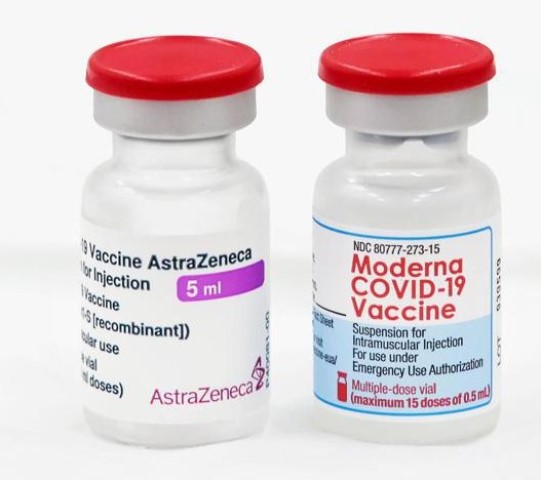 9 Vaccine AstraZeneca
for Injection
5 ml
Vaccine
-S [recombinant])
use
vial
doses)
AstraZeneca
NDC 80777-273-15
Moderna
COVID-19
Vaccine
Suspension for
Intramuscular Injection
For use under
Emergency Use Authorization
Multiple-dose vial
(maximum 15 doses of 0.5 mL)
LOT